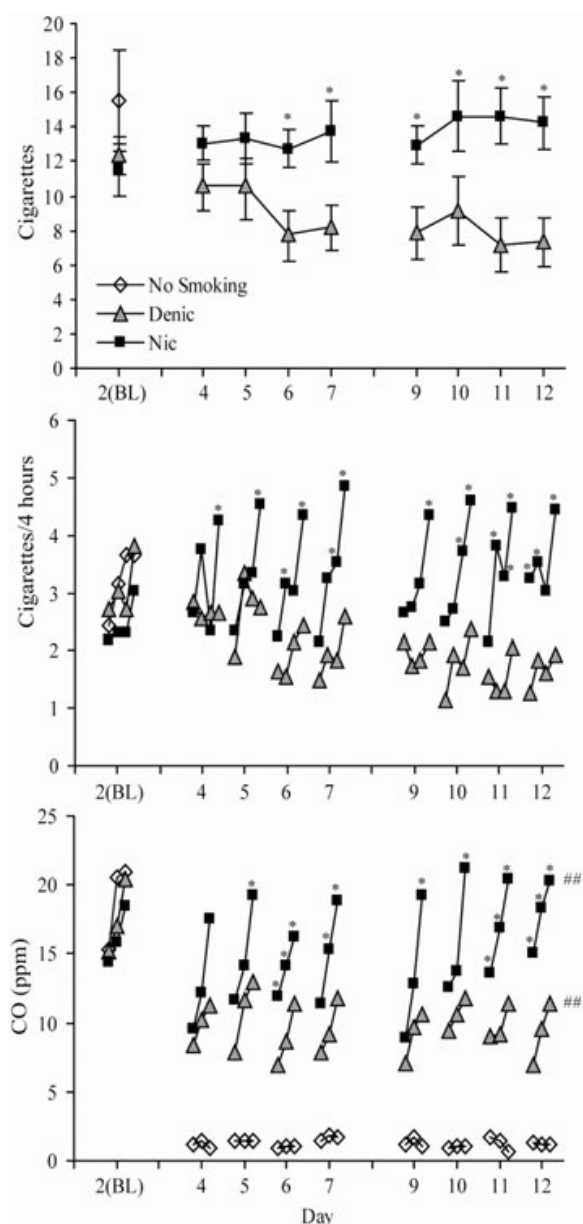 20
18
16
14
12
10
8
6
4
2
0
Cigarettes
No Smoking
Denic
Nic
* * * * * *
2(BL) 4 5 6 7 9 10 11 12
6
5
4
3
2
1
0
Cigarettes/4 hours
* * * * * * * * * * * * * *
2(BL) 4 5 6 7 9 10 11 12
25
20
15
10
5
0
CO (ppm)
* * * * * * * * * * * * * *
##
##
2(BL) 4 5 6 7 9 10 11 12
Day